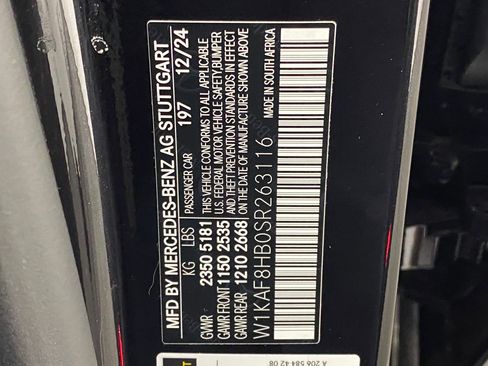 MFD BY MERCEDES-BENZ AG STUTTGART
PASSENGER CAR 197 12/24
KG LBS
GVWR 2350 5181
GAWR FRONT 1150 2535
GAWR REAR 1210 2668
THIS VEHICLE CONFORMS TO ALL APPLICABLE
U.S. FEDERAL MOTOR VEHICLE SAFETY,BUMPER
AND THEFT PREVENTION STANDARDS IN EFFECT
ON THE DATE OF MANUFACTURE SHOWN ABOVE
MADE IN SOUTH AFRICA
W1KAF8HB0SR263116
A 206 584 42 08